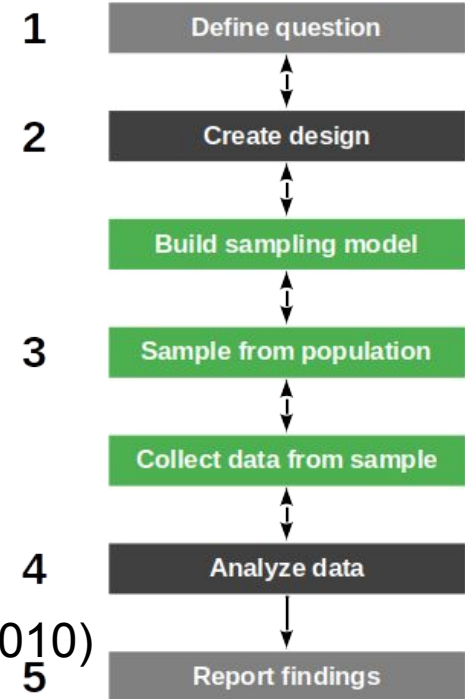 1 Define question
2 Create design
Build sampling model
3 Sample from population
Collect data from sample
4 Analyze data
010)
5 Report findings